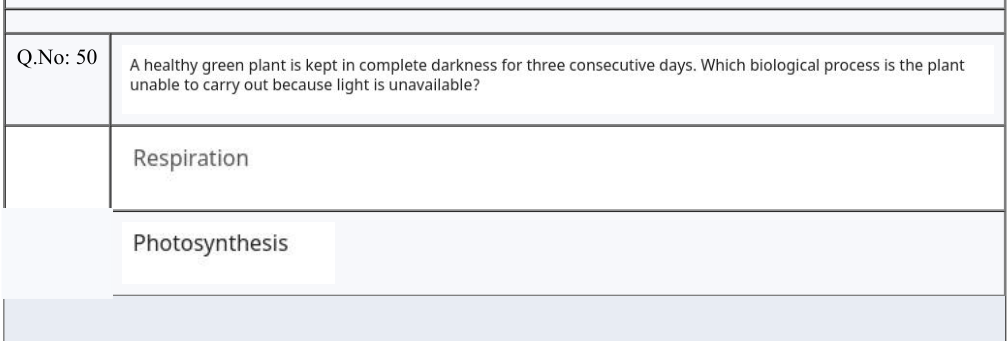 Q.No: 50
A healthy green plant is kept in complete darkness for three consecutive days. Which biological process is the plant
unable to carry out because light is unavailable?
Respiration
Photosynthesis